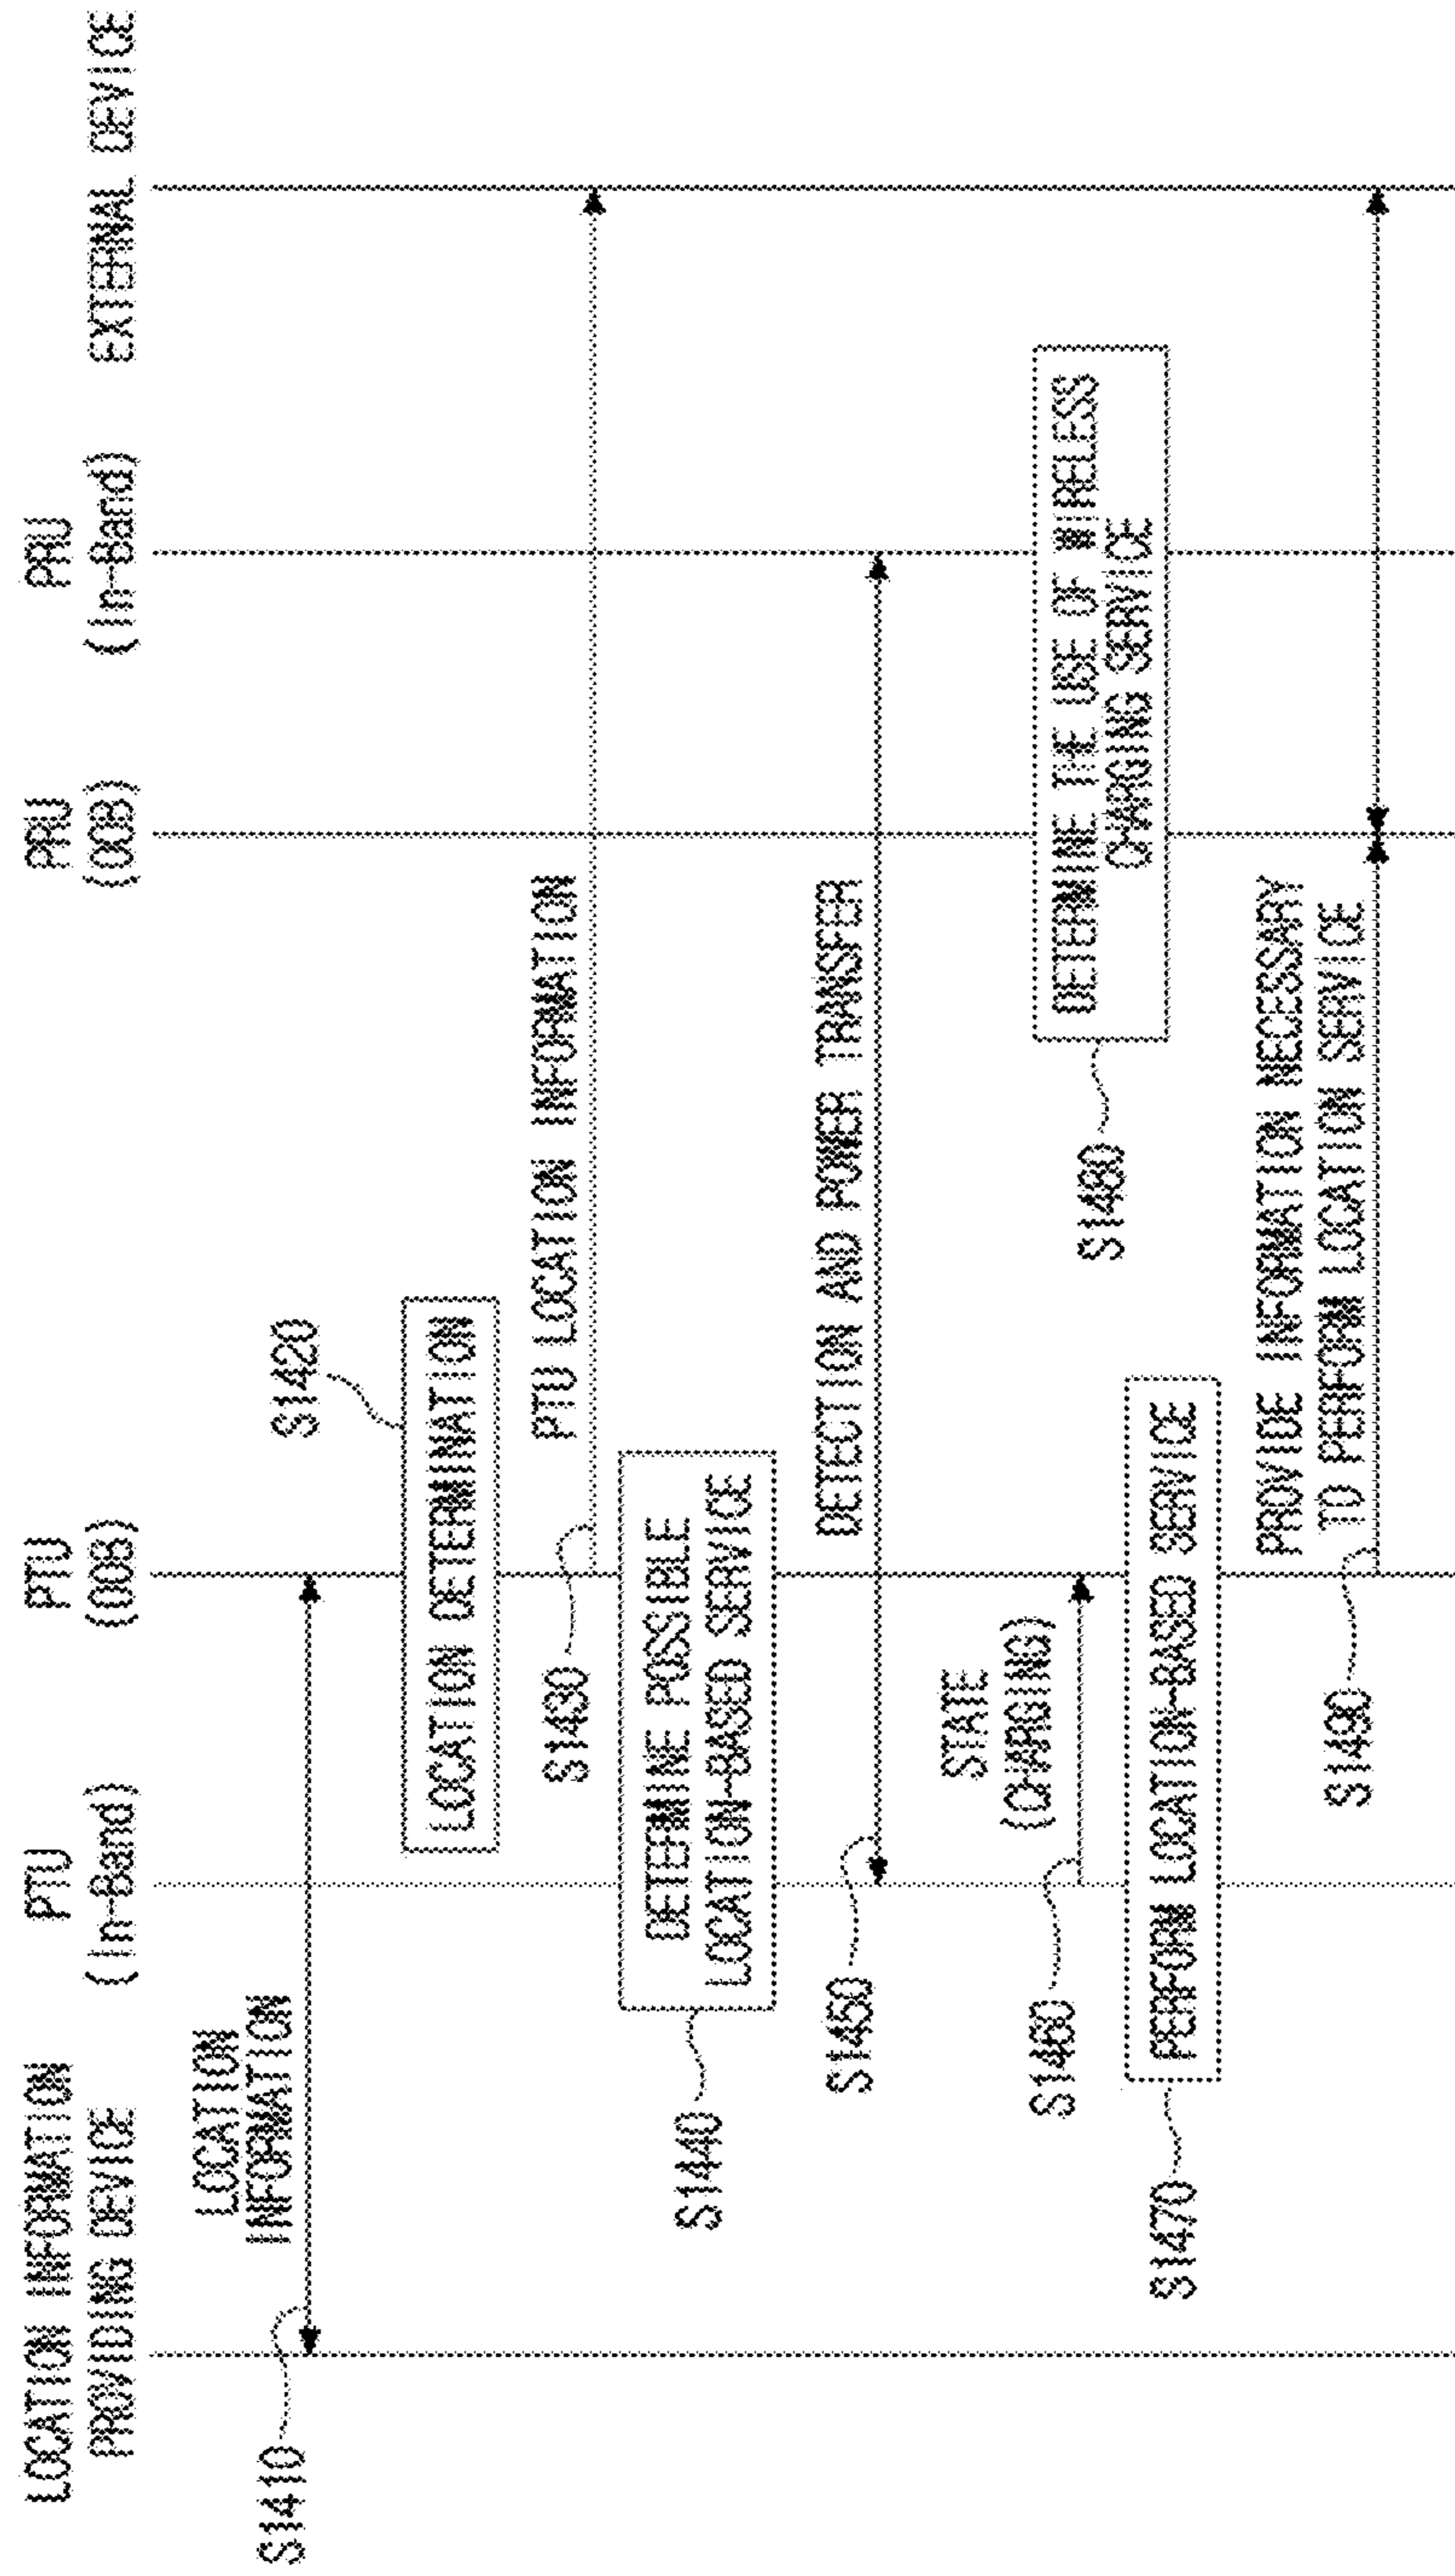 LOCATION INFORMATION
PROVIDING DEVICE
PTU
(In-Band)
PTU
(OOB)
PRU
(OOB)
PRU
(In-Band)
EXTERNAL DEVICE
S1410
LOCATION
INFORMATION
S1420
LOCATION DETERMINATION
S1430
PTU LOCATION INFORMATION
S1440
DETERMINE POSSIBLE
LOCATION-BASED SERVICE
S1450
DETECTION AND POWER TRANSFER
S1460
STATE
(CHARGING)
S1480
DETERMINE THE USE OF WIRELESS
CHARGING SERVICE
S1470
PERFORM LOCATION-BASED SERVICE
S1490
PROVIDE INFORMATION NECESSARY
TO PERFORM LOCATION SERVICE